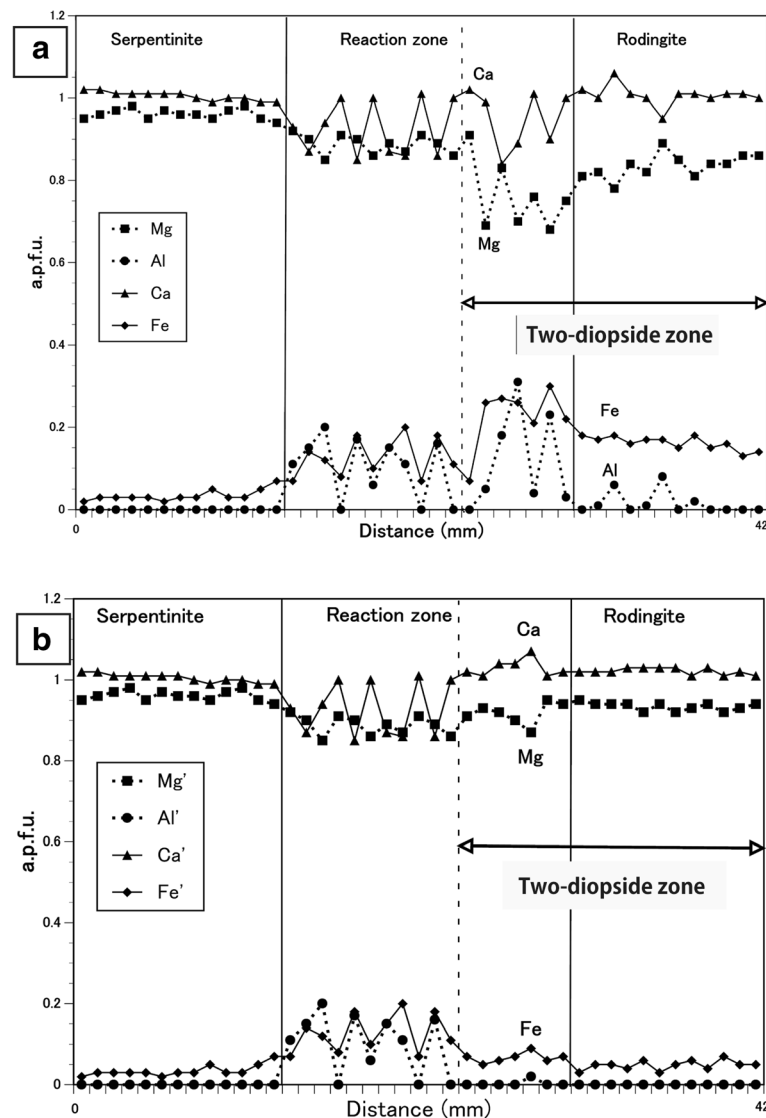 a
Serpentinite
Reaction zone
Rodingite
1.2
1
0.8
0.6
0.4
0.2
0
a.p.f.u.
Ca
Mg
Mg
Al
Ca
Fe
Two-diopside zone
Fe
Al
0
Distance (mm)
42
b
Serpentinite
Reaction zone
Rodingite
1.2
1
0.8
0.6
0.4
0.2
0
a.p.f.u.
Ca
Mg
Mg’
Al’
Ca’
Fe’
Two-diopside zone
Fe
0
Distance (mm)
42